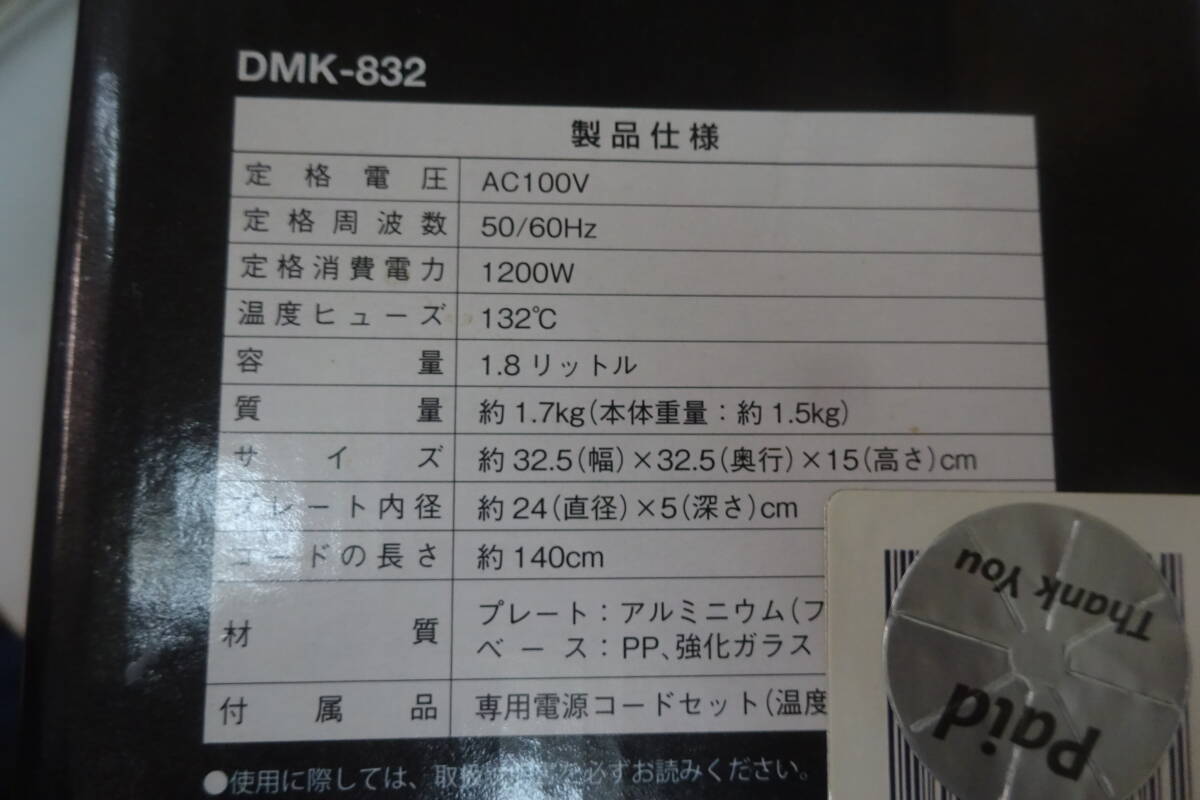 DMK-832
製品仕様
定格電圧 AC100V
定格周波数 50/60Hz
定格消費電力 1200W
温度ヒューズ 132℃
容量 1.8リットル
質量 約1.7kg(本体重量：約1.5kg)
サイズ 約32.5(幅)×32.5(奥行)×15(高さ)cm
プレート内径 約24(直径)×5(深さ)cm
コードの長さ 約140cm
材質 プレート：アルミニウム(フ
ベース：PP、強化ガラス
付属品 専用電源コードセット(温度
●使用に際しては、取扱 必ずお読みください。
paid
Thank You